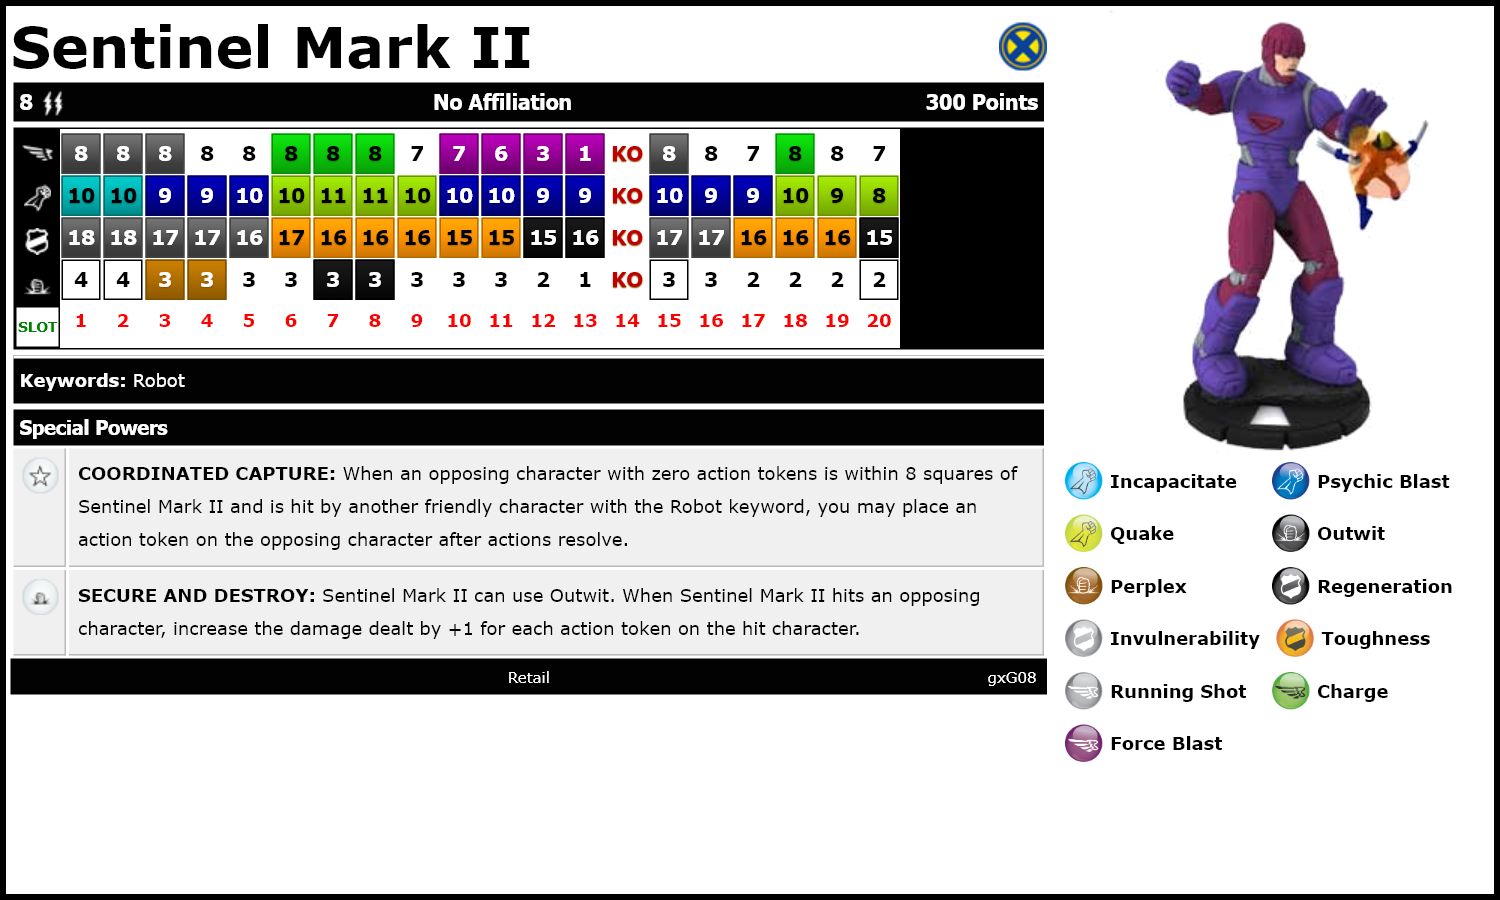 Sentinel Mark II
8 No Affiliation 300 Points
8 8 8 8 8 8 8 8 7 7 6 3 1 KO 8 8 7 8 8 7
10 10 9 9 10 10 11 11 10 10 10 9 9 KO 10 9 9 10 9 8
18 18 17 17 16 17 16 16 16 15 15 15 16 KO 17 17 16 16 16 15
4 4 3 3 3 3 3 3 3 3 3 2 1 KO 3 3 2 2 2 2
SLOT 1 2 3 4 5 6 7 8 9 10 11 12 13 14 15 16 17 18 19 20
Keywords: Robot
Special Powers
COORDINATED CAPTURE: When an opposing character with zero action tokens is within 8 squares of
Sentinel Mark II and is hit by another friendly character with the Robot keyword, you may place an
action token on the opposing character after actions resolve.
SECURE AND DESTROY: Sentinel Mark II can use Outwit. When Sentinel Mark II hits an opposing
character, increase the damage dealt by +1 for each action token on the hit character.
Retail gxG08
Incapacitate Psychic Blast
Quake Outwit
Perplex Regeneration
Invulnerability Toughness
Running Shot Charge
Force Blast